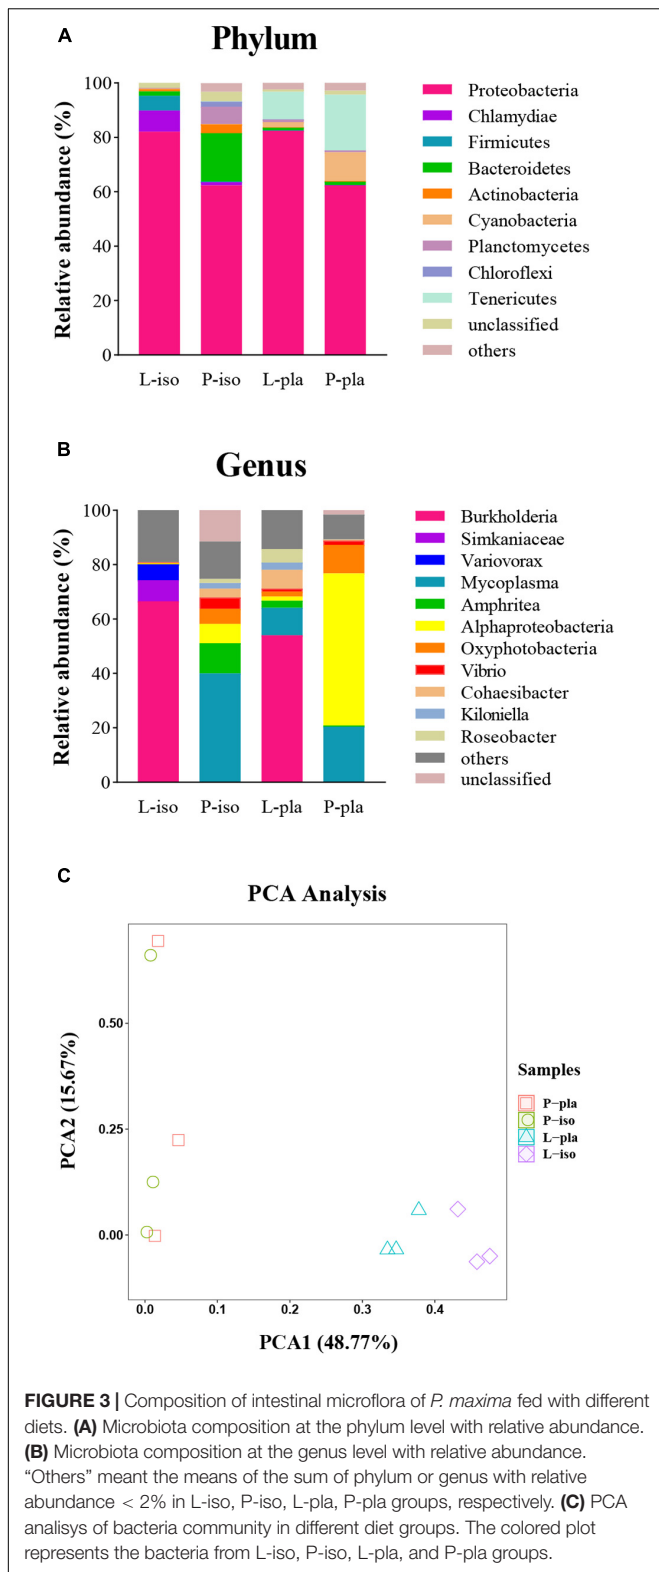 A
Phylum
Relative abundance (%)
100
80
60
40
20
0
L-iso P-iso L-pla P-pla
Proteobacteria
Chlamydiae
Firmicutes
Bacteroidetes
Actinobacteria
Cyanobacteria
Planctomycetes
Chloroflexi
Tenericutes
unclassified
others
B
Genus
Relative abundance (%)
100
80
60
40
20
0
L-iso P-iso L-pla P-pla
Burkholderia
Simkaniaceae
Variovorax
Mycoplasma
Amphritea
Alphaproteobacteria
Oxyphotobacteria
Vibrio
Cohaesibacter
Kiloniella
Roseobacter
others
unclassified
C
PCA Analysis
PCA2 (15.67%)
0.50
0.25
0.00
0.0 0.1 0.2 0.3 0.4
PCA1 (48.77%)
Samples
P-pla
P-iso
L-pla
L-iso
FIGURE 3 | Composition of intestinal microflora of P. maxima fed with different
diets. (A) Microbiota composition at the phylum level with relative abundance.
(B) Microbiota composition at the genus level with relative abundance.
“Others” meant the means of the sum of phylum or genus with relative
abundance < 2% in L-iso, P-iso, L-pla, P-pla groups, respectively. (C) PCA
analisys of bacteria community in different diet groups. The colored plot
represents the bacteria from L-iso, P-iso, L-pla, and P-pla groups.